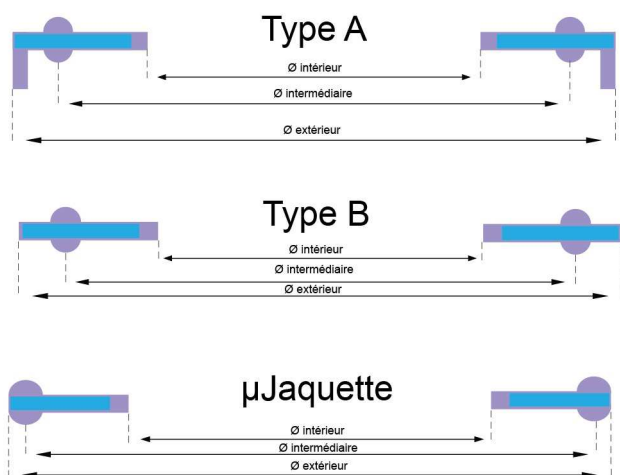 Type A
Ø intérieur
Ø intermédiaire
Ø extérieur
Type B
Ø intérieur
Ø intermédiaire
Ø extérieur
µJaquette
Ø intérieur
Ø intermédiaire
Ø extérieur